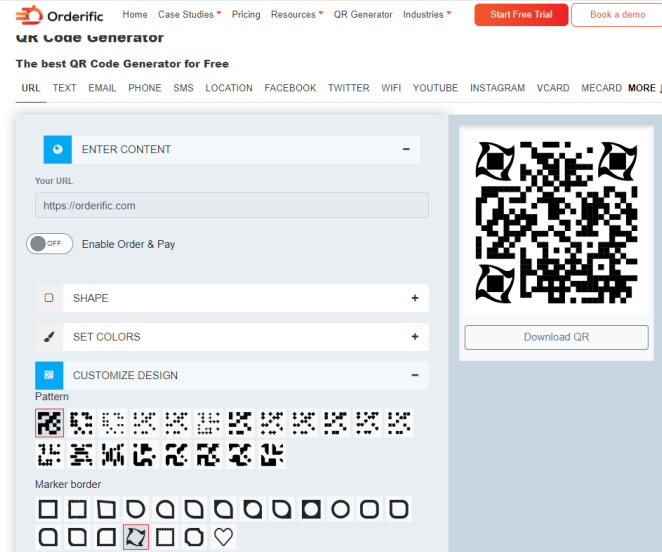 Orderific Home Case Studies Pricing Resources QR Generator Industries Start Free Trial Book a demo
QR Code Generator
The best QR Code Generator for Free
URL TEXT EMAIL PHONE SMS LOCATION FACEBOOK TWITTER WIFI YOUTUBE INSTAGRAM VCARD MECARD MORE
ENTER CONTENT
Your URL
https://orderific.com
OFF Enable Order & Pay
SHAPE
SET COLORS
Download QR
CUSTOMIZE DESIGN
Pattern
Marker border